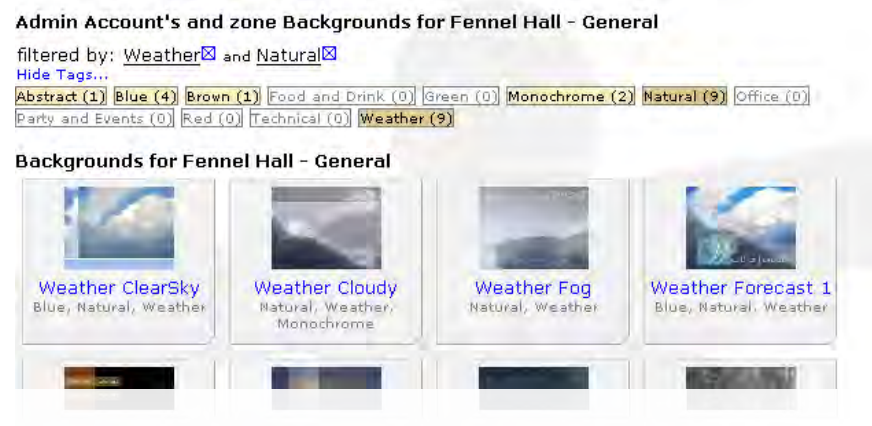 Admin Account's and zone Backgrounds for Fennel Hall - General
filtered by: Weather and Natural
Hide Tags...
Abstract (1) Blue (4) Brown (1) Food and Drink (0) Green (0) Monochrome (2) Natural (9) Office (0)
Party and Events (0) Red (0) Technical (0) Weather (9)
Backgrounds for Fennel Hall - General
Weather ClearSky Weather Cloudy Weather Fog Weather Forecast 1
Blue, Natural, Weather Natural, Weather, Natural, Weather Blue, Natural, Weather
Monochrome